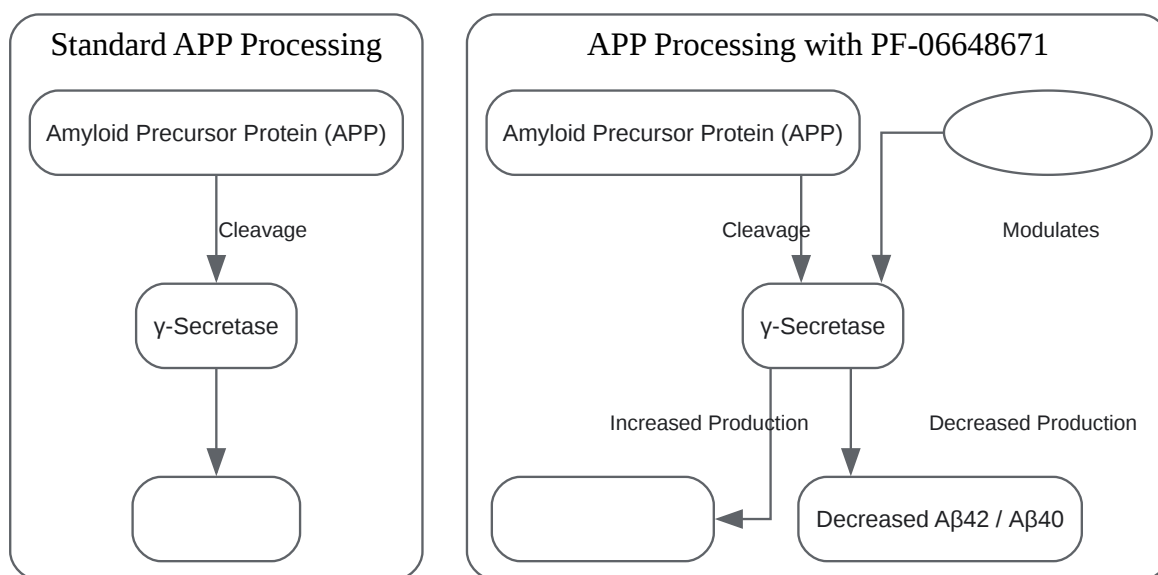 Standard APP Processing
Amyloid Precursor Protein (APP)
Cleavage
γ-Secretase
APP Processing with PF-06648671
Amyloid Precursor Protein (APP)
Cleavage
Modulates
γ-Secretase
Increased Production
Decreased Production
Decreased Aβ42 / Aβ40